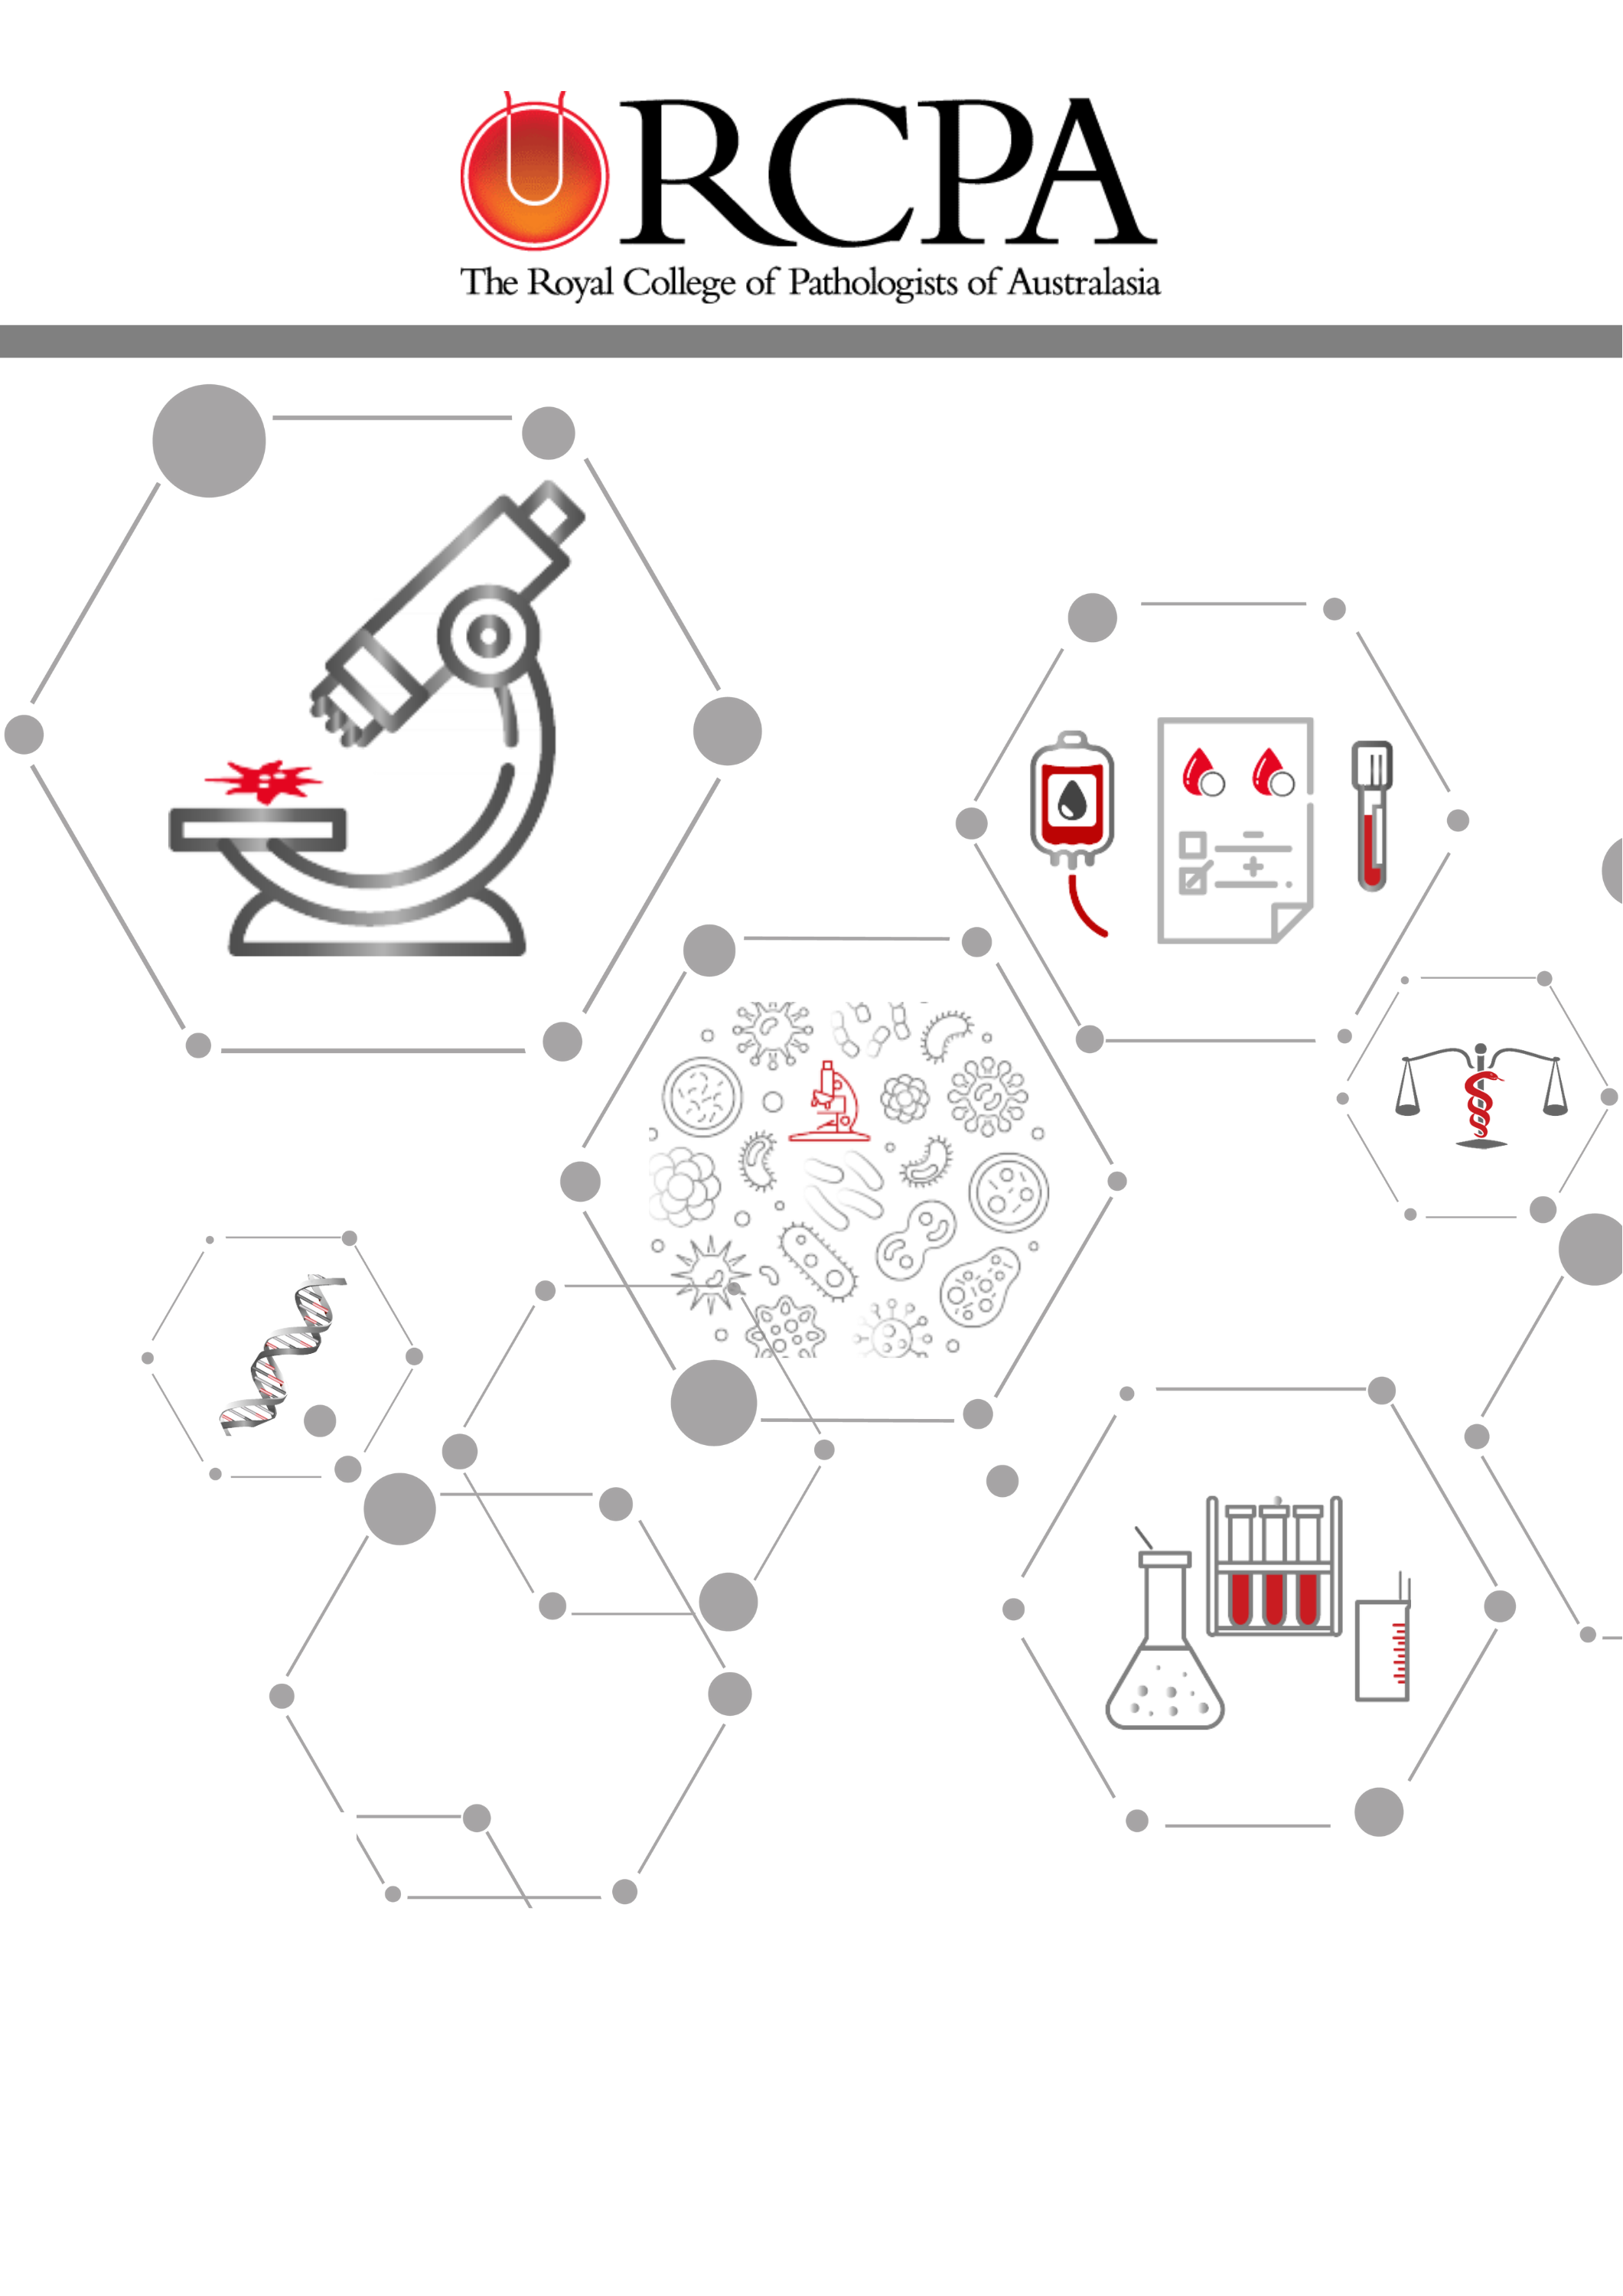 RCPA
The Royal College of Pathologists of Australasia